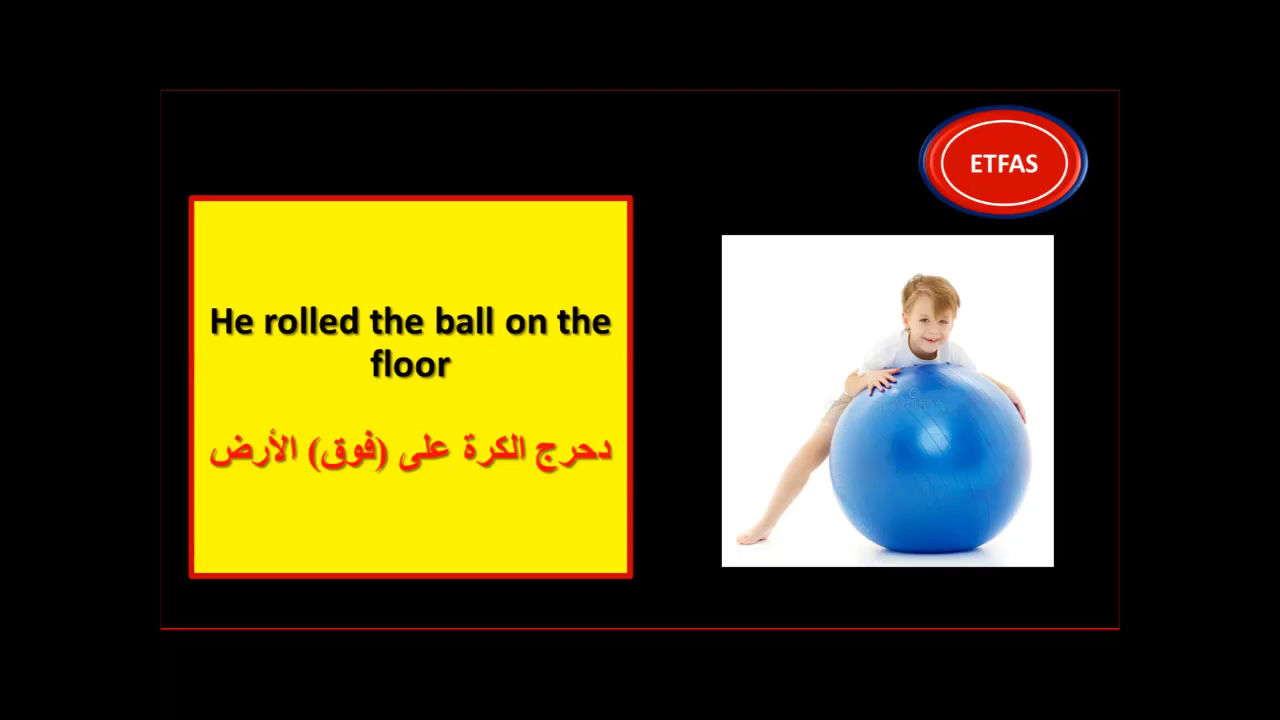 ETFAS
He rolled the ball on the
floor
دحرج الكرة على (فوق) الأرض